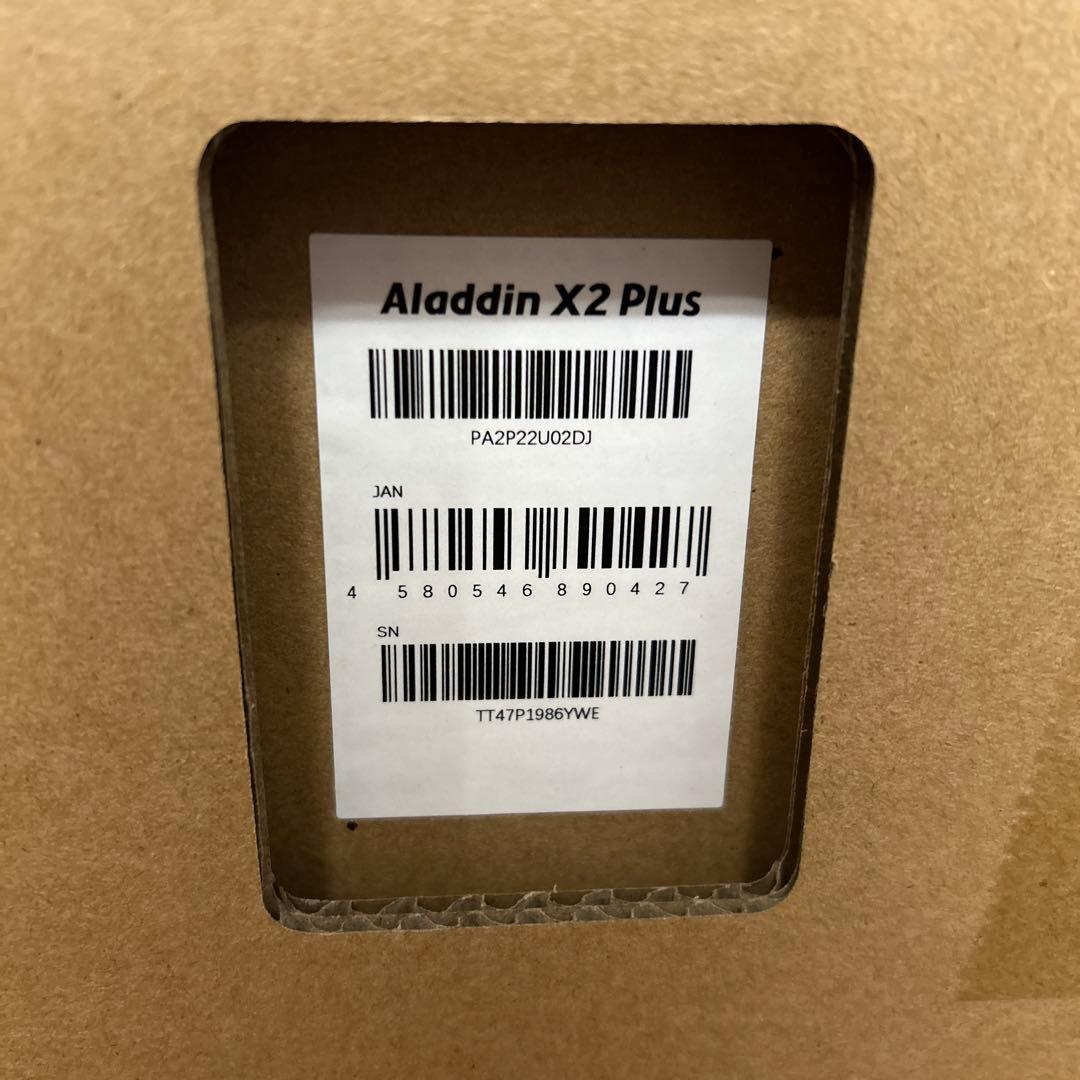 Aladdin X2 Plus
PA2P22U02DJ
JAN
4 580546 890427
SN
TT47P1986YWE